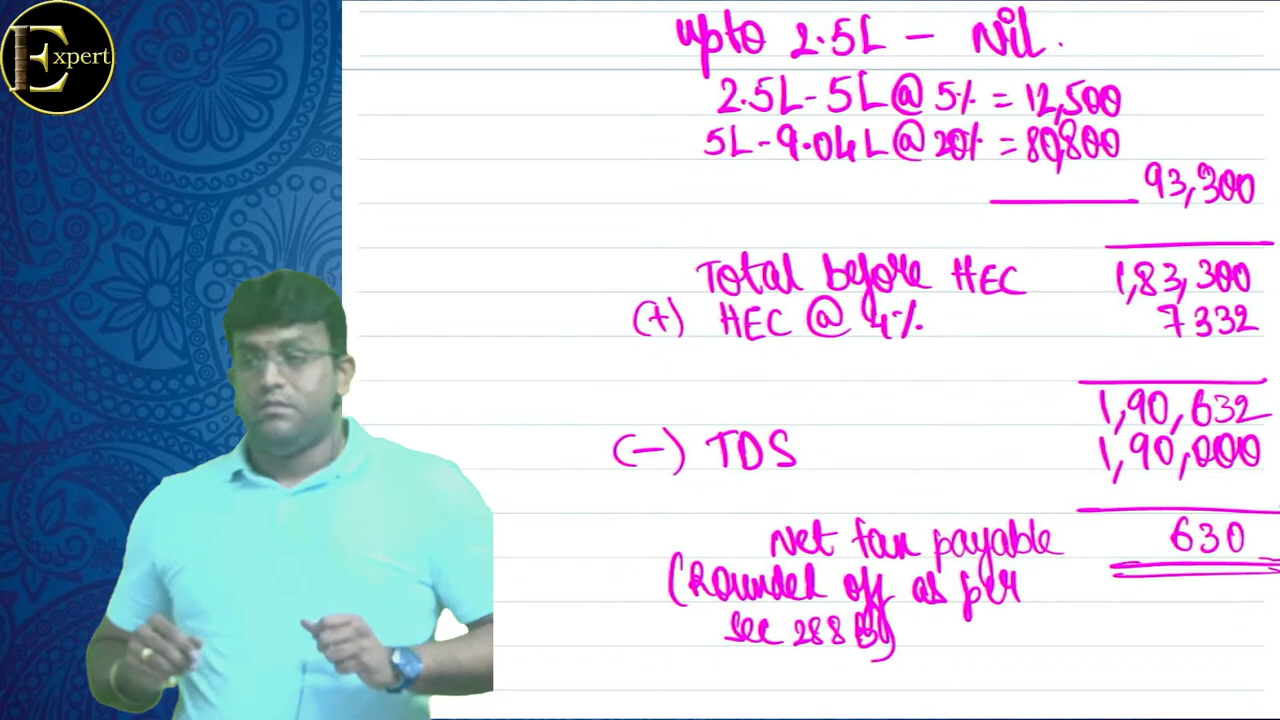 Expert
upto 2.5L - Nil.
2.5L - 5L @ 5% = 12,500
5L - 9.04L @ 20% = 80,800
93,300
Total before HEC 1,83,300
(+) HEC @ 4% 7332
1,90,632
(-) TDS 1,90,000
Net tax payable 630
(Rounded off as per
sec 288B)